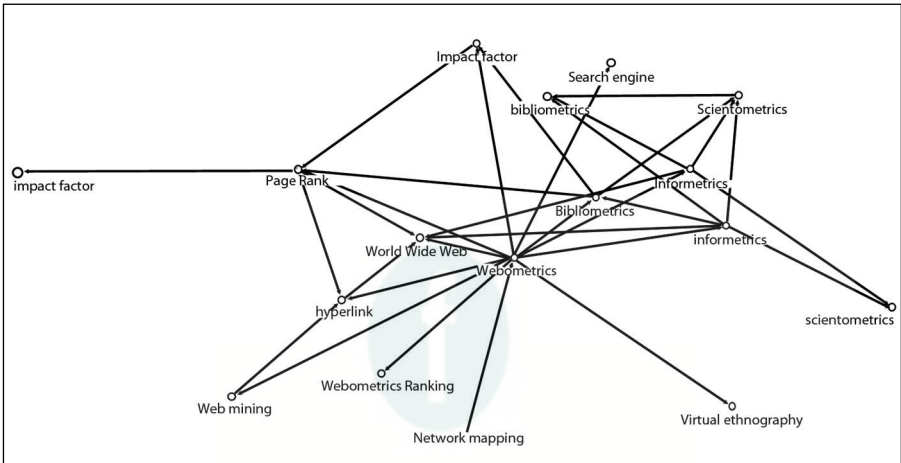 Impact factor
Search engine
bibliometrics
Scientometrics
impact factor
Page Rank
Informetrics
Bibliometrics
informetrics
World Wide Web
Webometrics
hyperlink
scientometrics
Webometrics Ranking
Web mining
Virtual ethnography
Network mapping